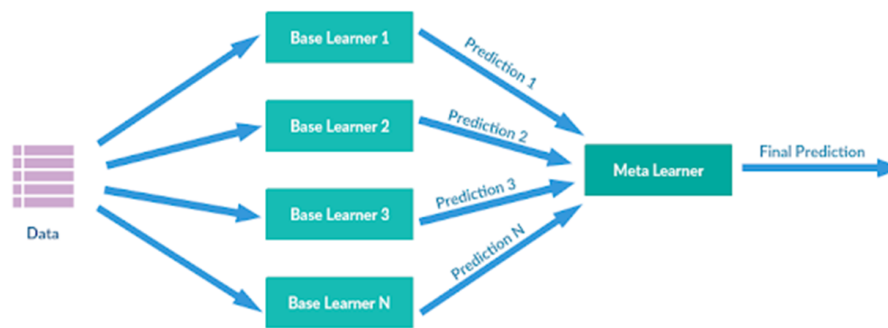 Data
Base Learner 1
Base Learner 2
Base Learner 3
Base Learner N
Prediction 1
Prediction 2
Prediction 3
Prediction N
Meta Learner
Final Prediction